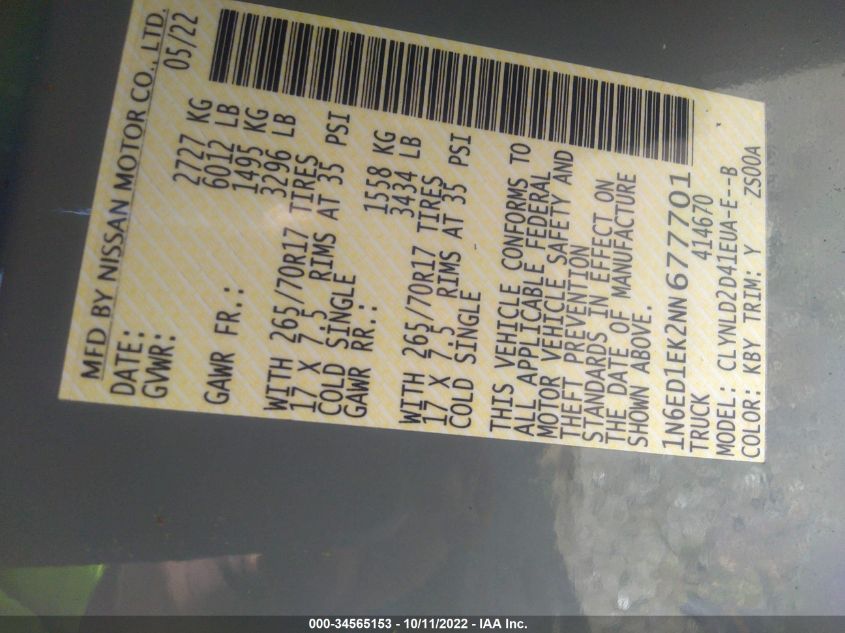 MFD BY NISSAN MOTOR CO., LTD.
DATE: 05/22
GVWR: 2727 KG
6012 LB
GAWR FR.: 1495 KG
3296 LB
WITH 265/70R17 TIRES
17 X 7.5 RIMS AT 35 PSI
COLD SINGLE
GAWR RR.: 1558 KG
3434 LB
WITH 265/70R17 TIRES
17 X 7.5 RIMS AT 35 PSI
COLD SINGLE
THIS VEHICLE CONFORMS TO
ALL APPLICABLE FEDERAL
MOTOR VEHICLE SAFETY AND
THEFT PREVENTION
STANDARDS IN EFFECT ON
THE DATE OF MANUFACTURE
SHOWN ABOVE.
1N6ED1EK2NN677701
TRUCK 414670
MODEL: CLYNLD2D41EUA-E--B
COLOR: KBY TRIM: Y ZS00A
000-34565153 - 10/11/2022 - IAA Inc.